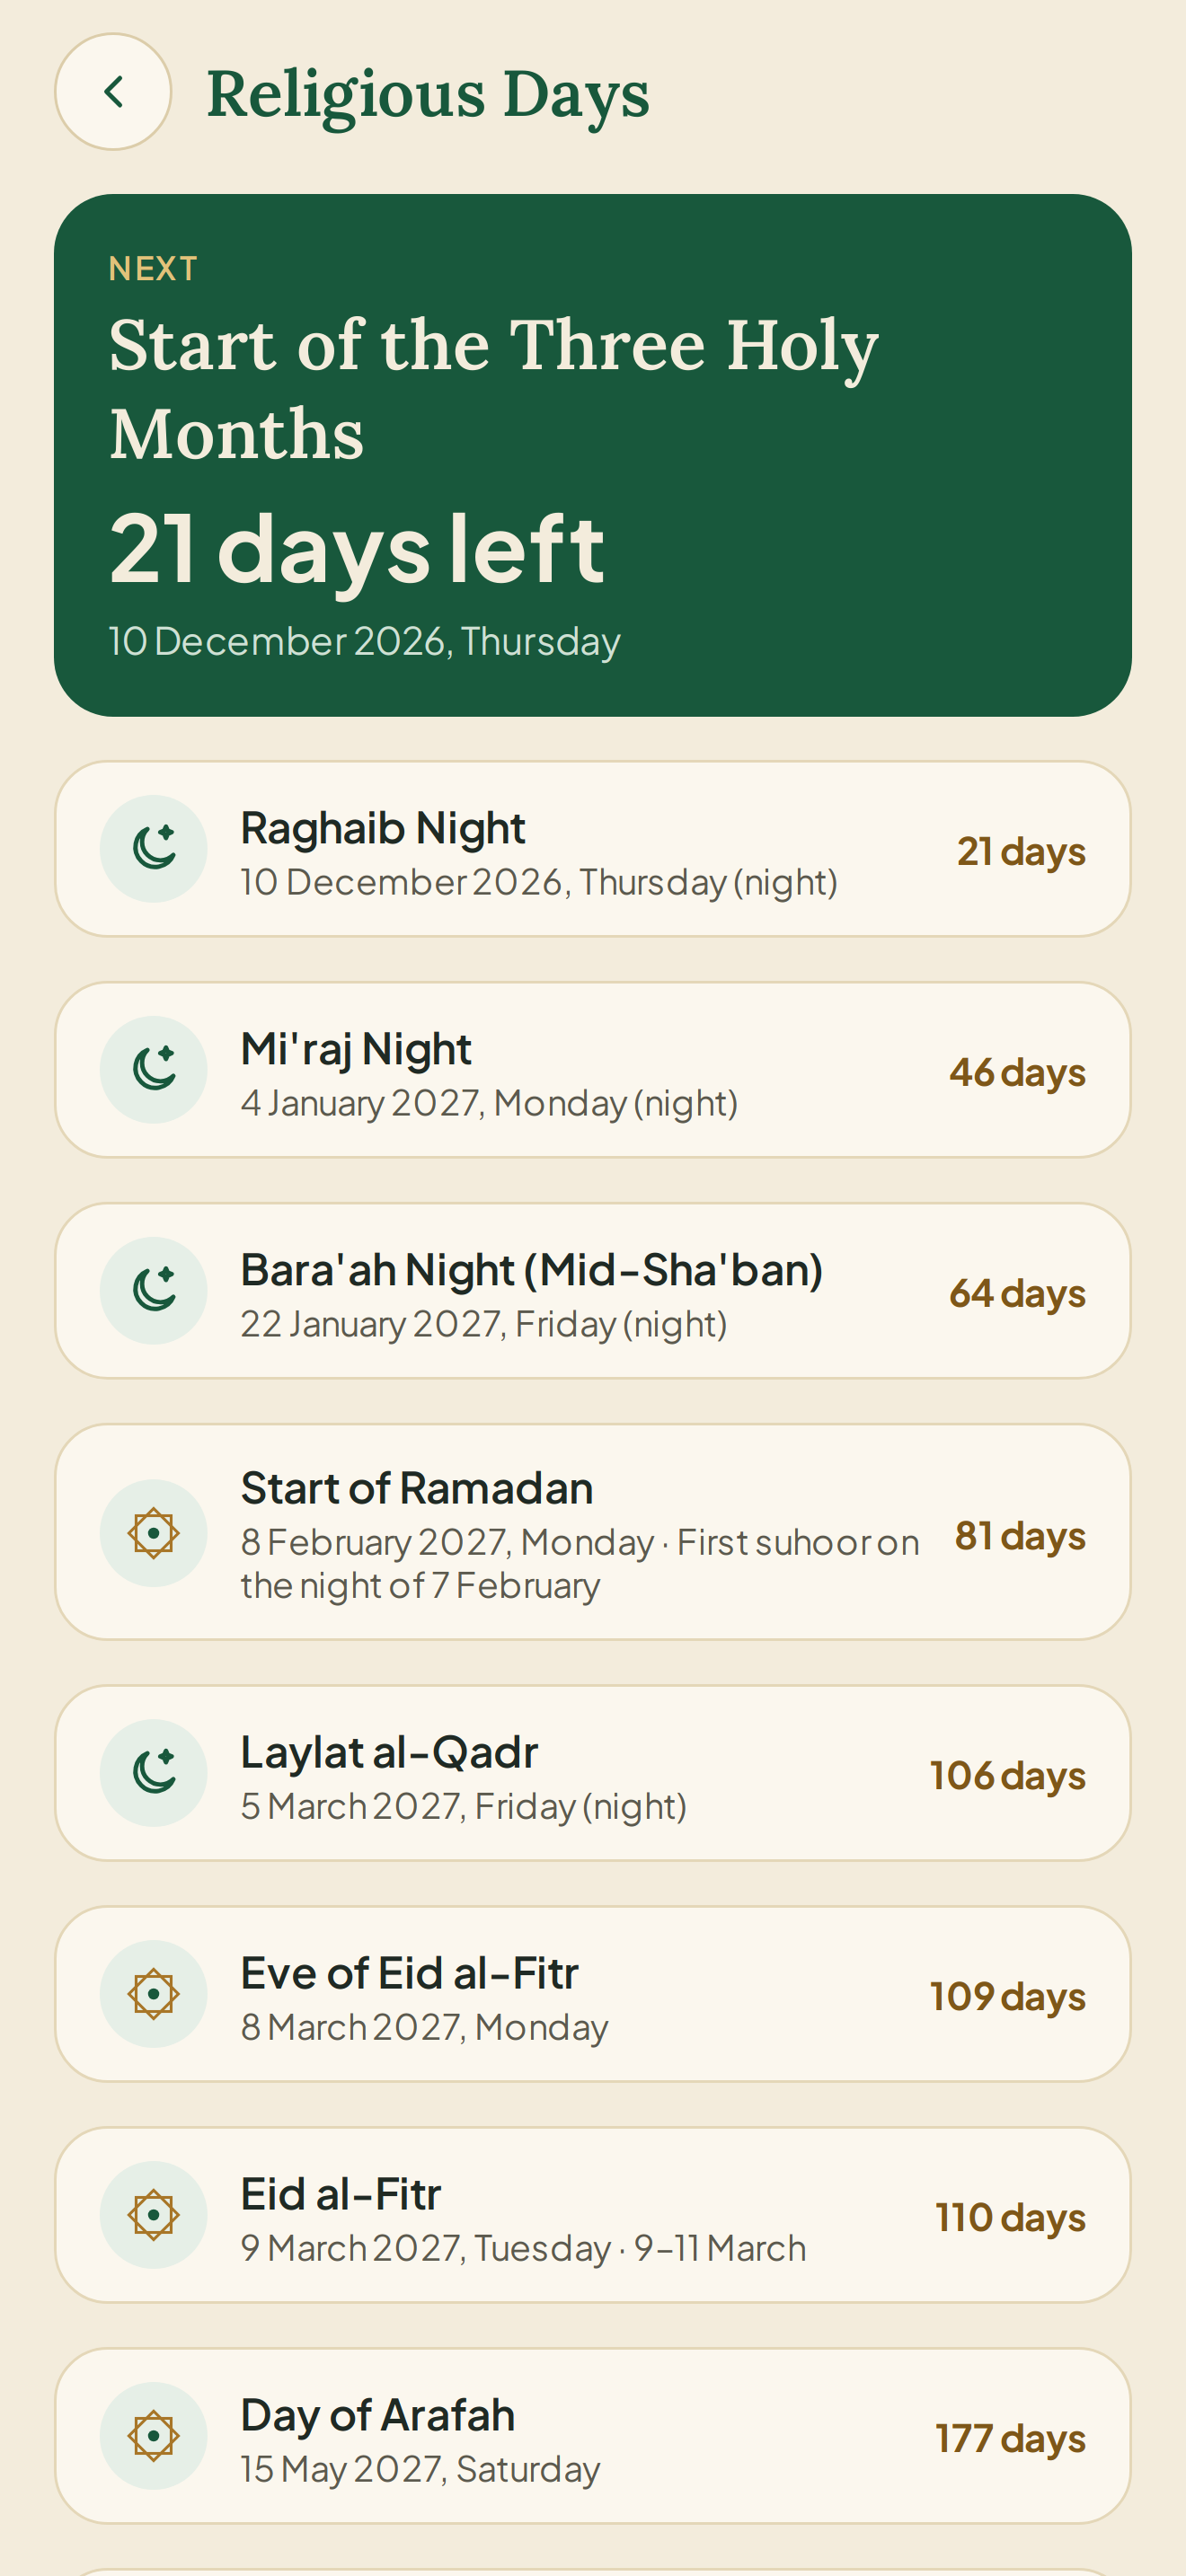 Religious Days
NEXT
Start of the Three Holy
Months
21 days left
10 December 2026, Thursday
Raghaib Night
10 December 2026, Thursday (night)
21 days
Mi'raj Night
4 January 2027, Monday (night)
46 days
Bara'ah Night (Mid-Sha'ban)
22 January 2027, Friday (night)
64 days
Start of Ramadan
8 February 2027, Monday · First suhoor on
the night of 7 February
81 days
Laylat al-Qadr
5 March 2027, Friday (night)
106 days
Eve of Eid al-Fitr
8 March 2027, Monday
109 days
Eid al-Fitr
9 March 2027, Tuesday · 9–11 March
110 days
Day of Arafah
15 May 2027, Saturday
177 days